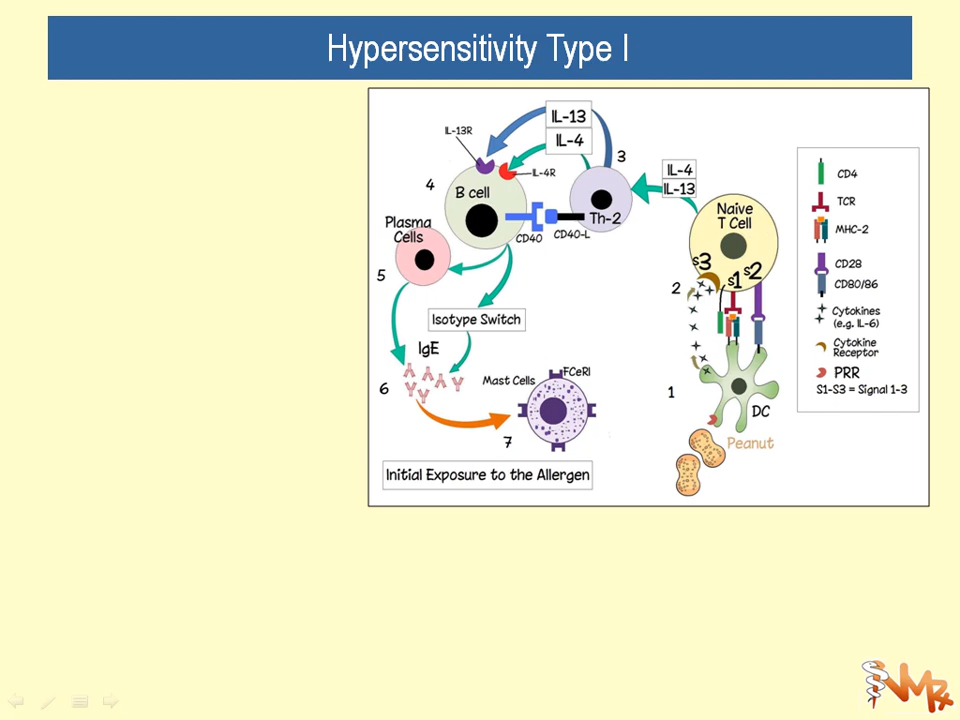 Hypersensitivity Type I
IL-13
IL-4
IL-13R
IL-4R
3
4
B cell
Th-2
CD40
CD40-L
IL-4
IL-13
Naive
T Cell
S3
S1
S2
2
Plasma
Cells
5
Isotype Switch
IgE
6
Mast Cells
FCeRI
7
1
DC
Peanut
Initial Exposure to the Allergen
CD4
TCR
MHC-2
CD28
CD80/86
Cytokines
(e.g. IL-6)
Cytokine
Receptor
PRR
S1-S3 = Signal 1-3
VMRx